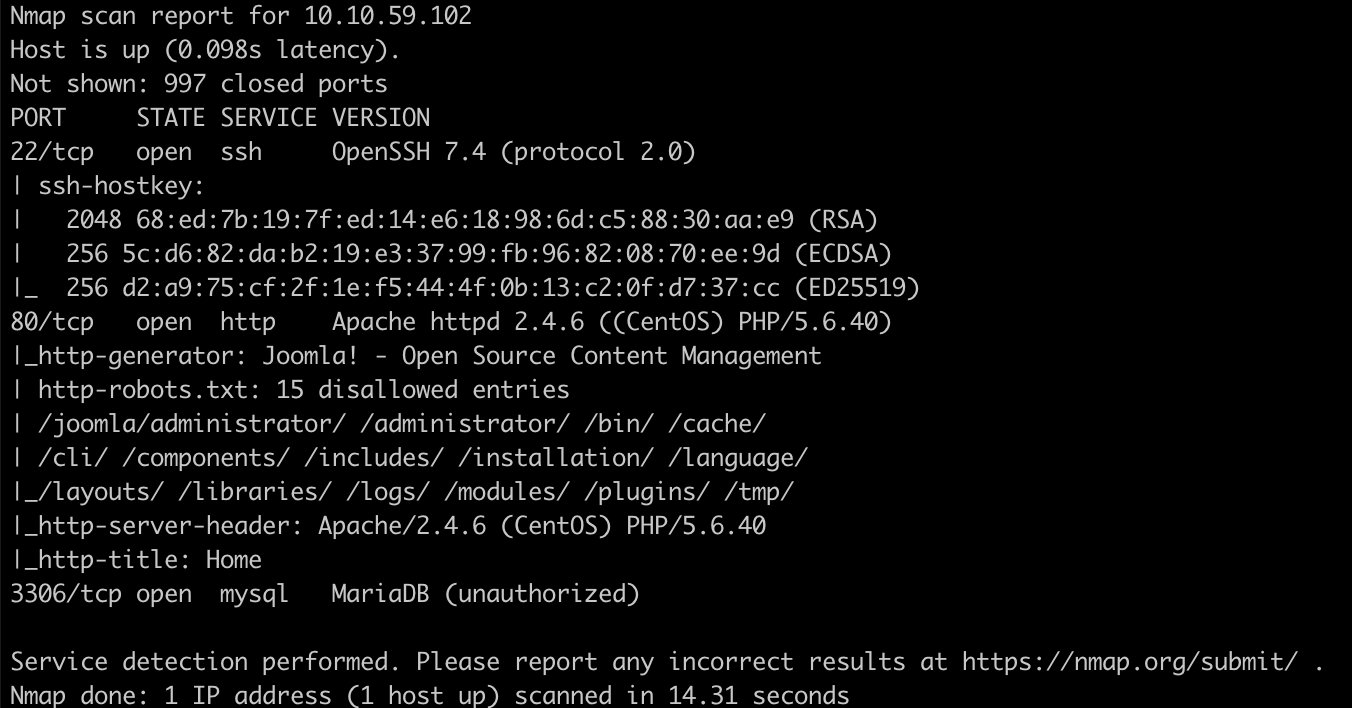 Nmap scan report for 10.10.59.102
Host is up (0.098s latency).
Not shown: 997 closed ports
PORT     STATE SERVICE VERSION
22/tcp   open  ssh     OpenSSH 7.4 (protocol 2.0)
| ssh-hostkey:
|   2048 68:ed:7b:19:7f:ed:14:e6:18:98:6d:c5:88:30:aa:e9 (RSA)
|   256 5c:d6:82:da:b2:19:e3:37:99:fb:96:82:08:70:ee:9d (ECDSA)
|_  256 d2:a9:75:cf:2f:1e:f5:44:4f:0b:13:c2:0f:d7:37:cc (ED25519)
80/tcp   open  http    Apache httpd 2.4.6 ((CentOS) PHP/5.6.40)
|_http-generator: Joomla! - Open Source Content Management
| http-robots.txt: 15 disallowed entries
| /joomla/administrator/ /administrator/ /bin/ /cache/
| /cli/ /components/ /includes/ /installation/ /language/
|_/layouts/ /libraries/ /logs/ /modules/ /plugins/ /tmp/
|_http-server-header: Apache/2.4.6 (CentOS) PHP/5.6.40
|_http-title: Home
3306/tcp open  mysql   MariaDB (unauthorized)
Service detection performed. Please report any incorrect results at https://nmap.org/submit/ .
Nmap done: 1 IP address (1 host up) scanned in 14.31 seconds